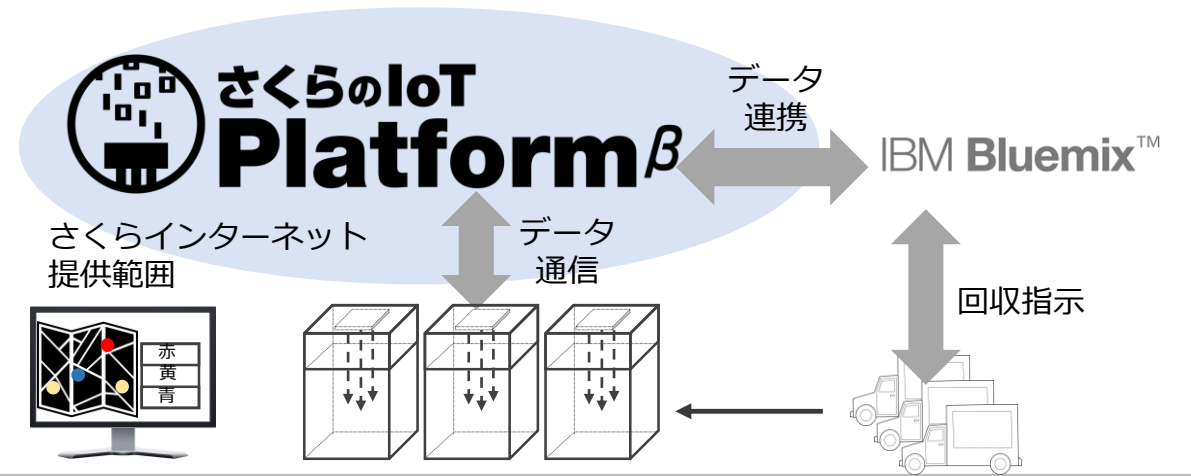 さくらのIoT
Platformβ
データ
連携
IBM Bluemix™
さくらインターネット
提供範囲
データ
通信
回収指示
赤
黄
青